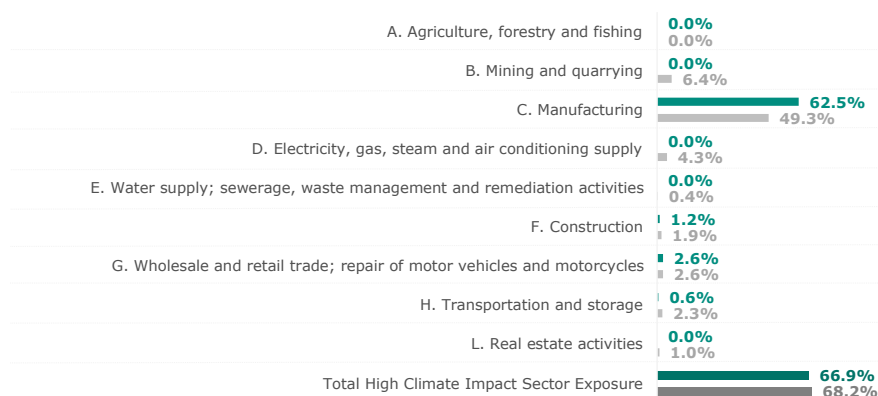 A. Agriculture, forestry and fishing
0.0%
0.0%
B. Mining and quarrying
0.0%
6.4%
C. Manufacturing
62.5%
49.3%
D. Electricity, gas, steam and air conditioning supply
0.0%
4.3%
E. Water supply; sewerage, waste management and remediation activities
0.0%
0.4%
F. Construction
1.2%
1.9%
G. Wholesale and retail trade; repair of motor vehicles and motorcycles
2.6%
2.6%
H. Transportation and storage
0.6%
2.3%
L. Real estate activities
0.0%
1.0%
Total High Climate Impact Sector Exposure
66.9%
68.2%